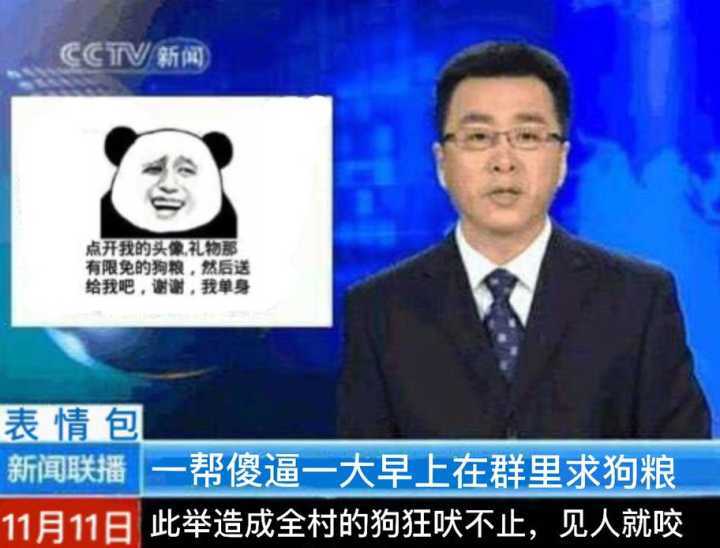 CCTV新闻
点开我的头像,礼物那
有限免的狗粮，然后送
给我吧，谢谢，我单身
表情包
新闻联播
一帮傻逼一大早上在群里求狗粮
11月11日
此举造成全村的狗狂吠不止，见人就咬